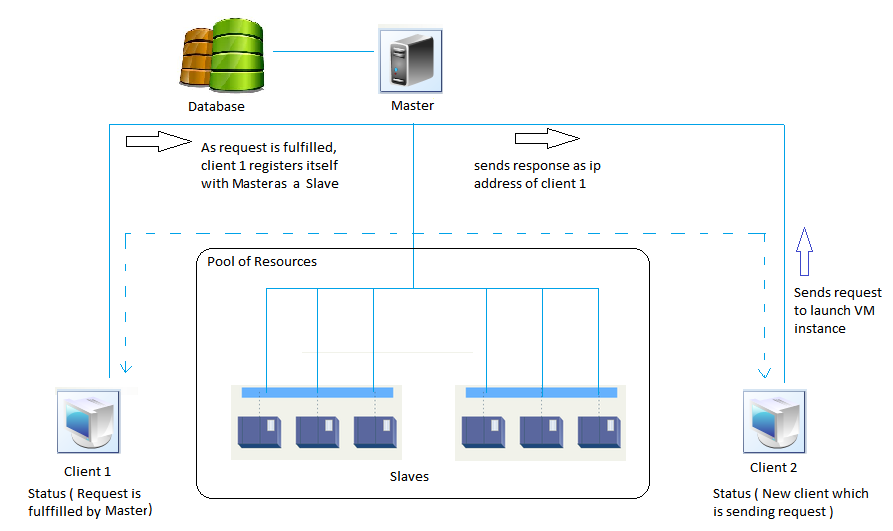 Database
Master
As request is fulfilled,
client 1 registers itself
with Masteras a Slave
sends response as ip
address of client 1
Pool of Resources
Sends request
to launch VM
instance
Slaves
Client 1
Status ( Request is
fulffilled by Master)
Client 2
Status ( New client which
is sending request )